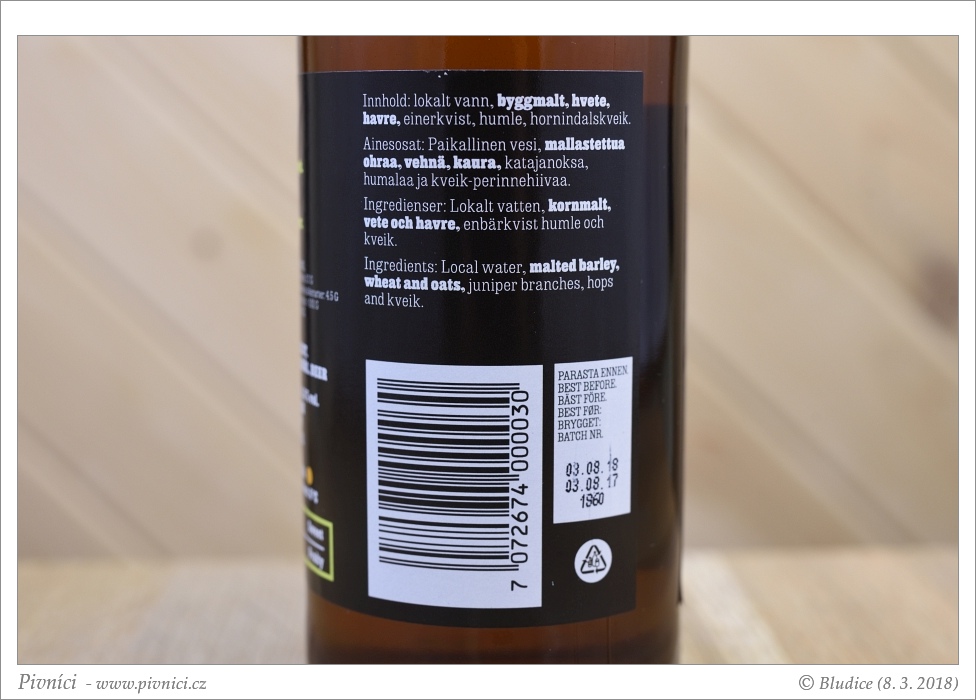 Innhold: lokalt vann, byggmalt, hvete,
havre, einerkvist, humle, hornindalskveik.
Ainesosat: Paikallinen vesi, mallastettua
ohraa, vehnä, kaura, katajanoksa,
humalaa ja kveik-perinnehiivaa.
Ingredienser: Lokalt vatten, kornmalt,
vete och havre, enbärkvist humle och
kveik.
Ingredients: Local water, malted barley,
wheat and oats, juniper branches, hops
and kveik.
7 072674 000030
PARASTA ENNEN.
BEST BEFORE.
BÄST FÖRE.
BEST FØR:
BRYGGET:
BATCH NR.
03.08.18
03.08.17
1860
Pivníci - www.pivnici.cz
© Bludice (8. 3. 2018)